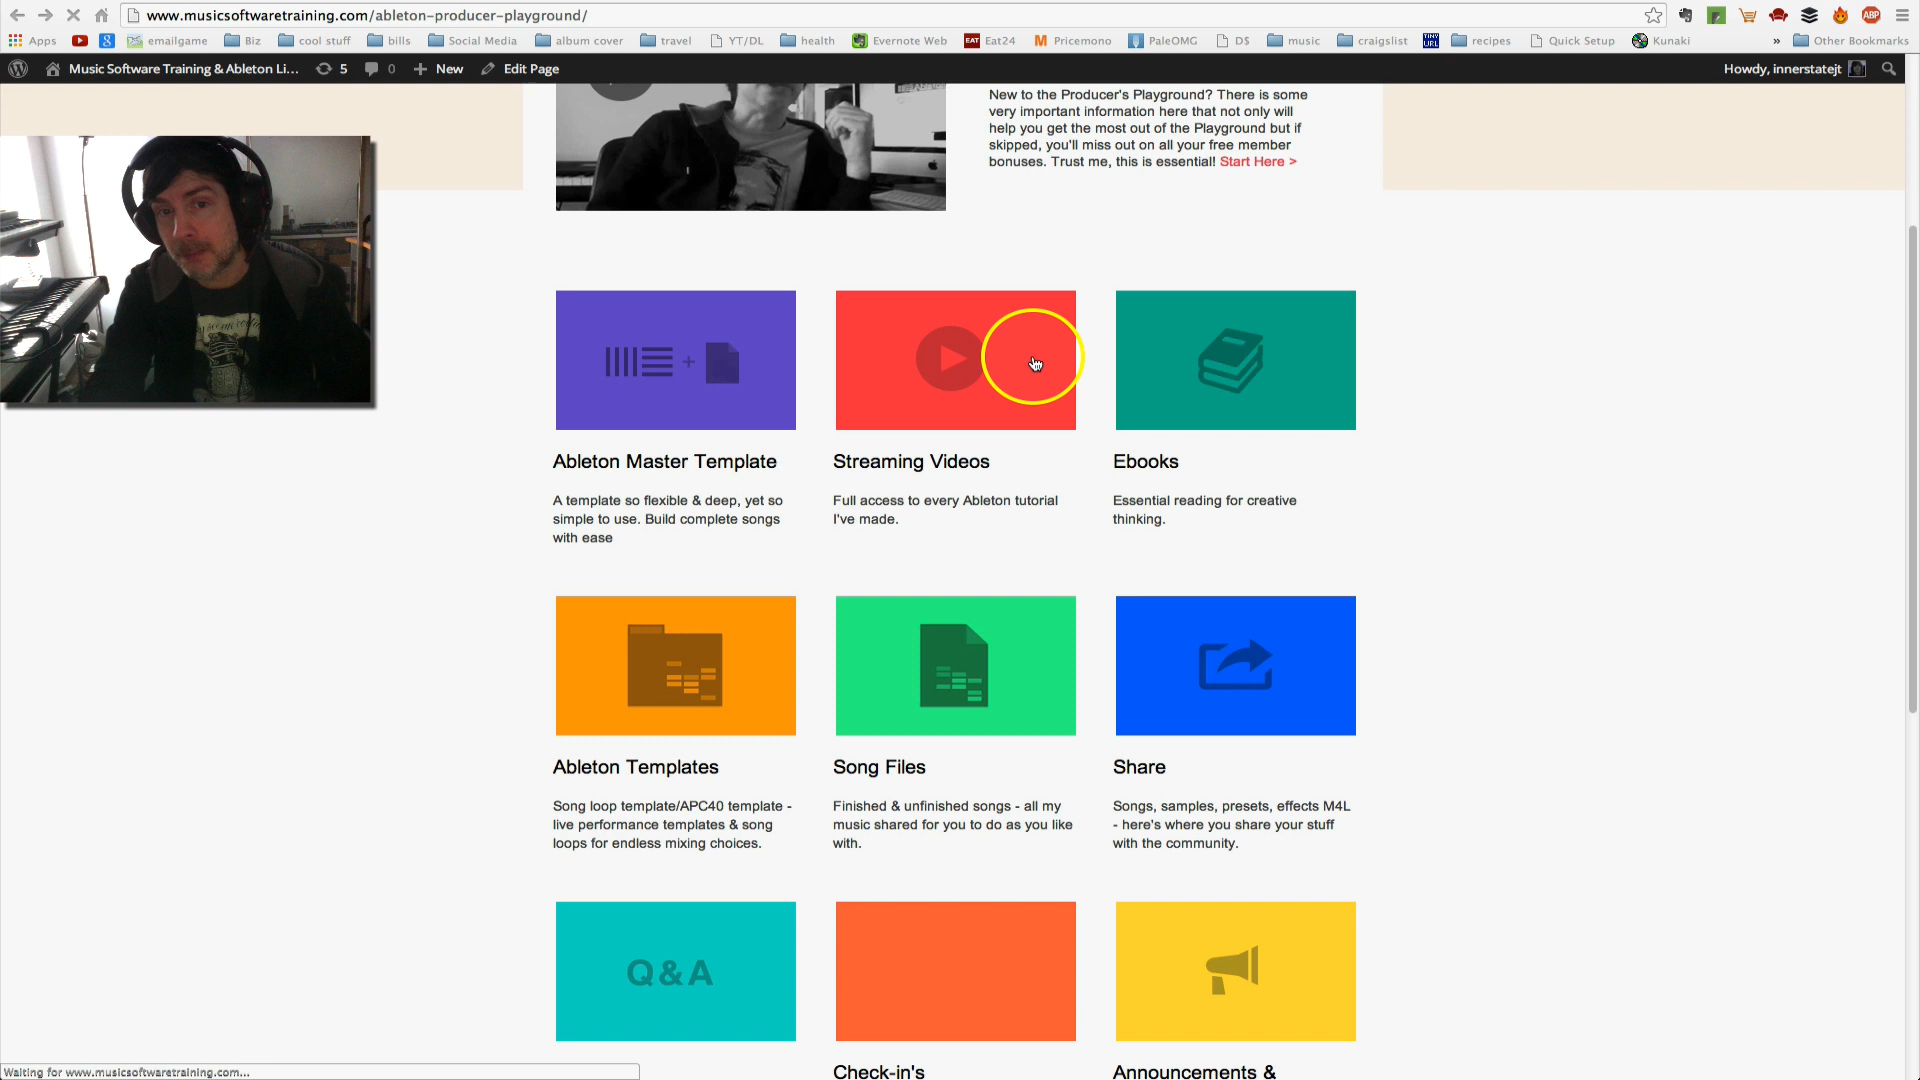 www.musicsoftwaretraining.com/ableton-producer-playground/
Apps emailgame Biz cool stuff bills Social Media album cover travel YT/DL health Evernote Web EAT Eat24 Pricemono PaleOMG D$ music craigslist TINY URL recipes Quick Setup Kunaki » Other Bookmarks
ABP
Music Software Training & Ableton Li... 5 0 New Edit Page Howdy, innerstatejt
New to the Producer's Playground? There is some
very important information here that not only will
help you get the most out of the Playground but if
skipped, you'll miss out on all your free member
bonuses. Trust me, this is essential! Start Here >
Ableton Master Template
A template so flexible & deep, yet so
simple to use. Build complete songs
with ease
Streaming Videos
Full access to every Ableton tutorial
I've made.
Ebooks
Essential reading for creative
thinking.
Ableton Templates
Song loop template/APC40 template -
live performance templates & song
loops for endless mixing choices.
Song Files
Finished & unfinished songs - all my
music shared for you to do as you like
with.
Share
Songs, samples, presets, effects M4L
- here's where you share your stuff
with the community.
Q&A
Check-in's
Announcements &
Waiting for www.musicsoftwaretraining.com...